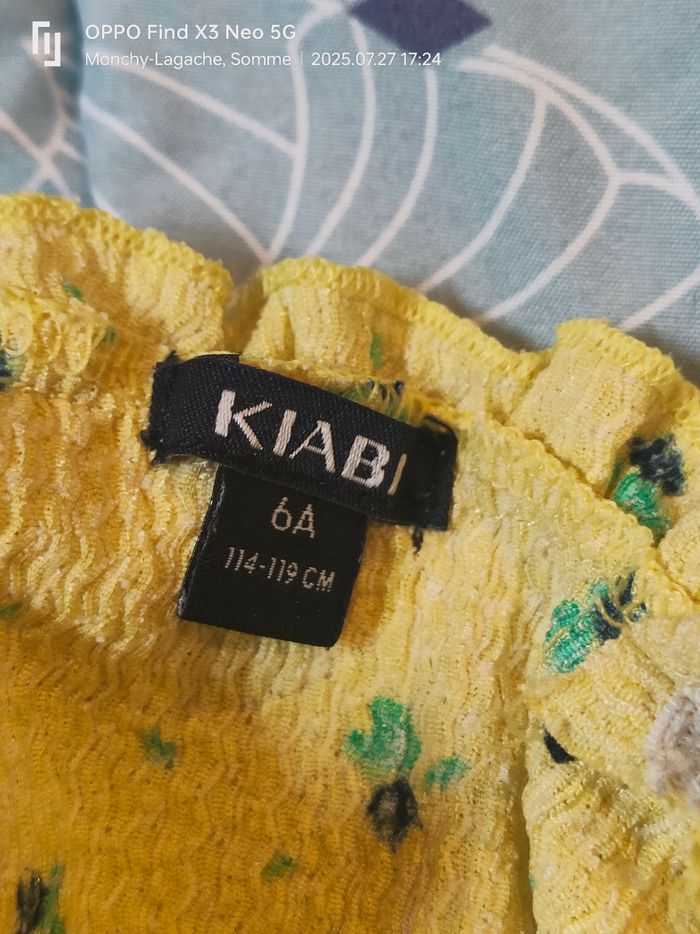 OPPO Find X3 Neo 5G
Monchy-Lagache, Somme | 2025.07.27 17:24
KIABI
6A
114-119 CM